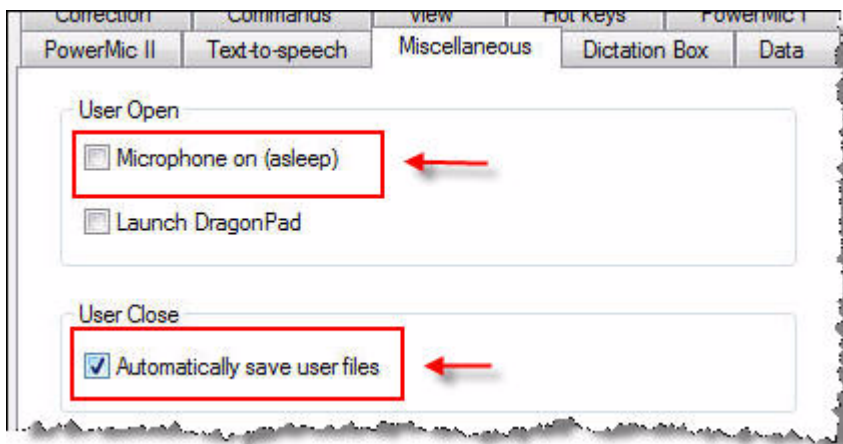 Correction Commands View Hot Keys PowerMic I
PowerMic II Text-to-speech Miscellaneous Dictation Box Data
User Open
Microphone on (asleep)
Launch DragonPad
User Close
Automatically save user files